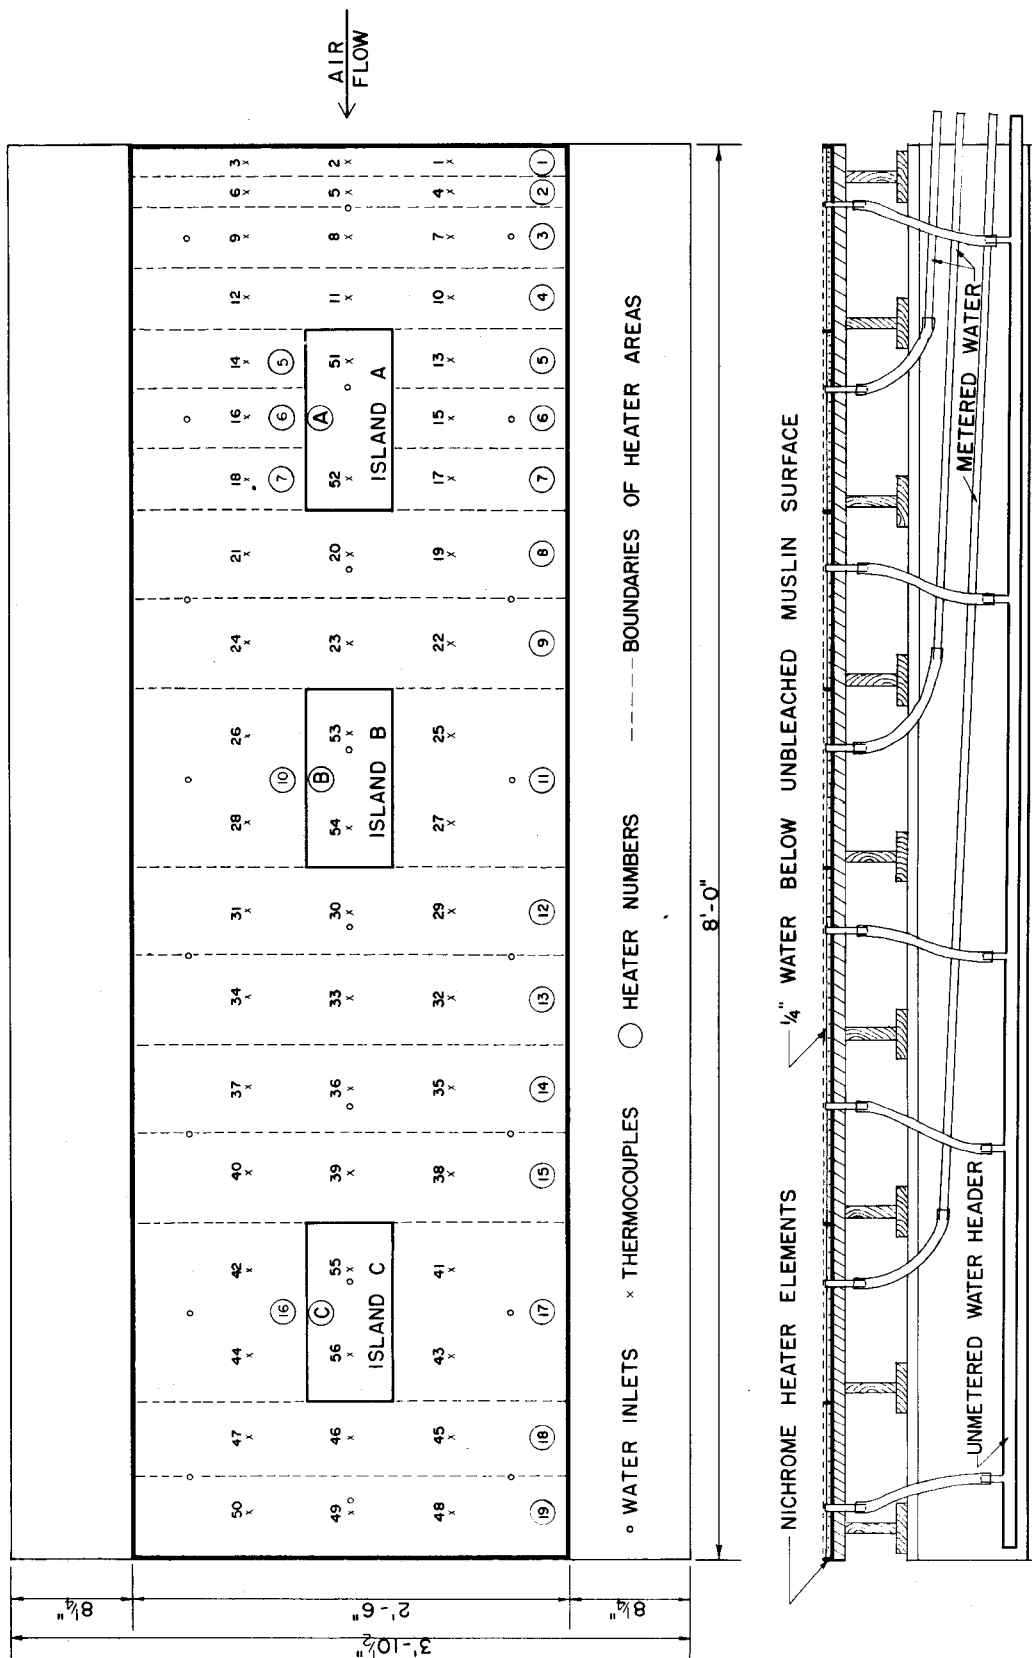 AIR
FLOW
3 6 9 12 14 16 18 21 24 26 28 31 34 37 40 42 44 47 50
5 6 7 10 16
2 5 8 11 51 52 20 23 53 54 30 33 36 39 55 56 46 49
A B C
ISLAND A
ISLAND B
ISLAND C
1 4 7 10 13 15 17 19 22 25 27 29 32 35 38 41 43 45 48
1 2 3 4 5 6 7 8 9 11 12 13 14 15 17 18 19
WATER INLETS
× THERMOCOUPLES
HEATER NUMBERS
BOUNDARIES OF HEATER AREAS
8'-0"
8¼"
2'-6"
8¼"
3'-10½"
NICHROME HEATER ELEMENTS
¼" WATER BELOW UNBLEACHED MUSLIN SURFACE
METERED WATER
UNMETERED WATER HEADER